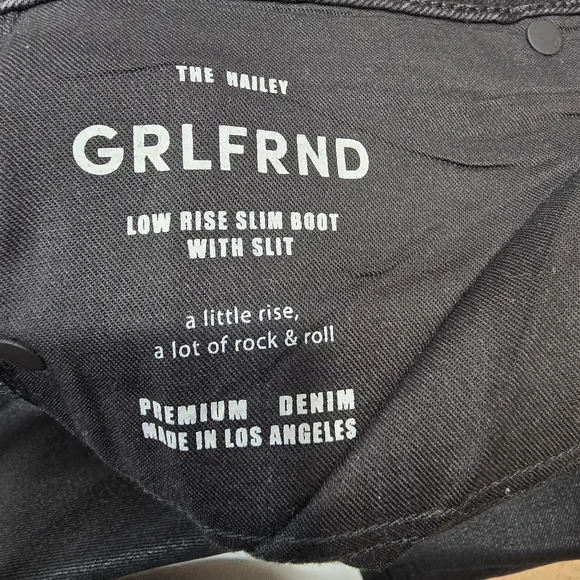 THE HAILEY
GRLFRND
LOW RISE SLIM BOOT
WITH SLIT
a little rise,
a lot of rock & roll
PREMIUM DENIM
MADE IN LOS ANGELES